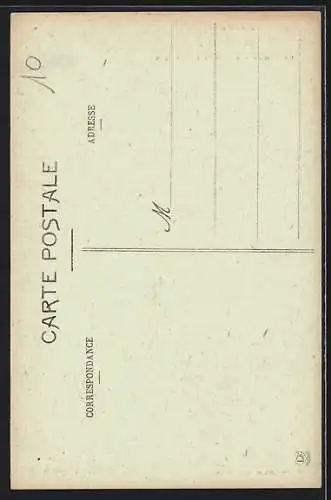 10
CARTE POSTALE
CORRESPONDANCE
ADRESSE
M